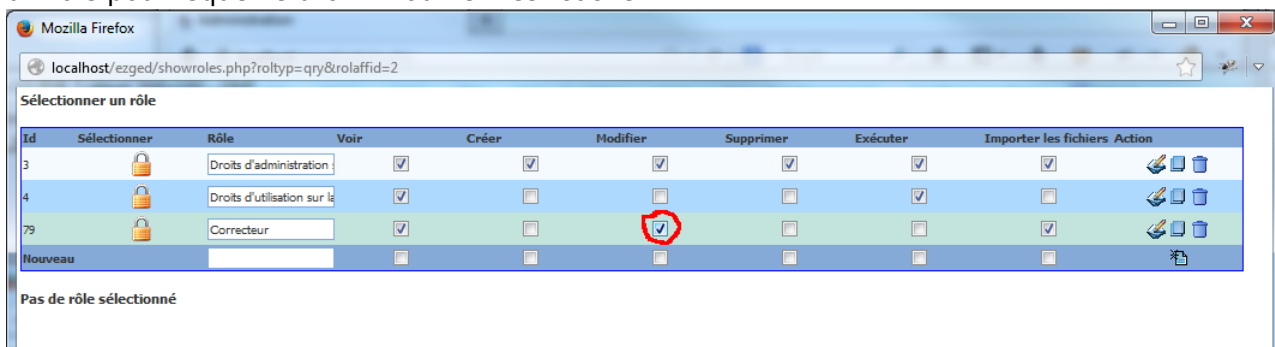 Mozilla Firefox
localhost/ezged/showroles.php?roltyp=qry&rolaffid=2
Sélectionner un rôle
Id Sélectionner Rôle Voir Créer Modifier Supprimer Exécuter Importer les fichiers Action
3 Droits d'administration
4 Droits d'utilisation sur la
79 Correcteur
Nouveau
Pas de rôle sélectionné